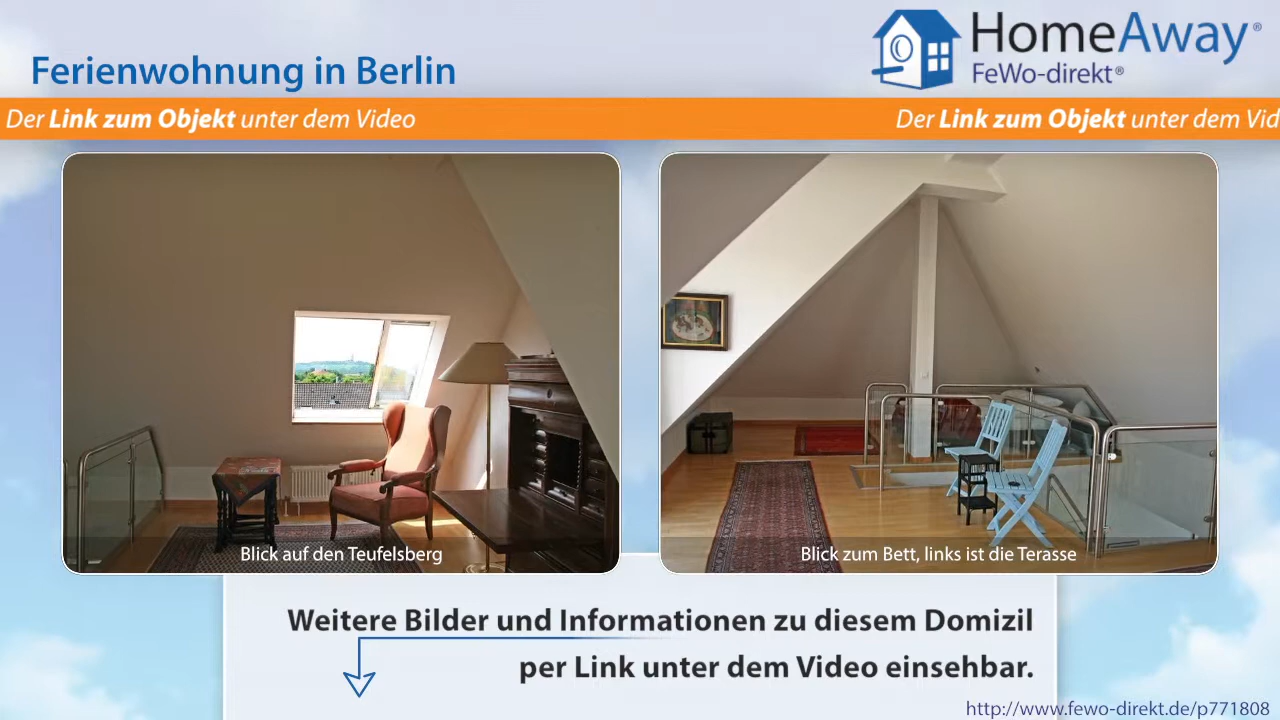 HomeAway®
FeWo-direkt®
Ferienwohnung in Berlin
Der Link zum Objekt unter dem Video
Der Link zum Objekt unter dem Vid
Blick auf den Teufelsberg
Blick zum Bett, links ist die Terasse
Weitere Bilder und Informationen zu diesem Domizil
per Link unter dem Video einsehbar.
http://www.fewo-direkt.de/p771808